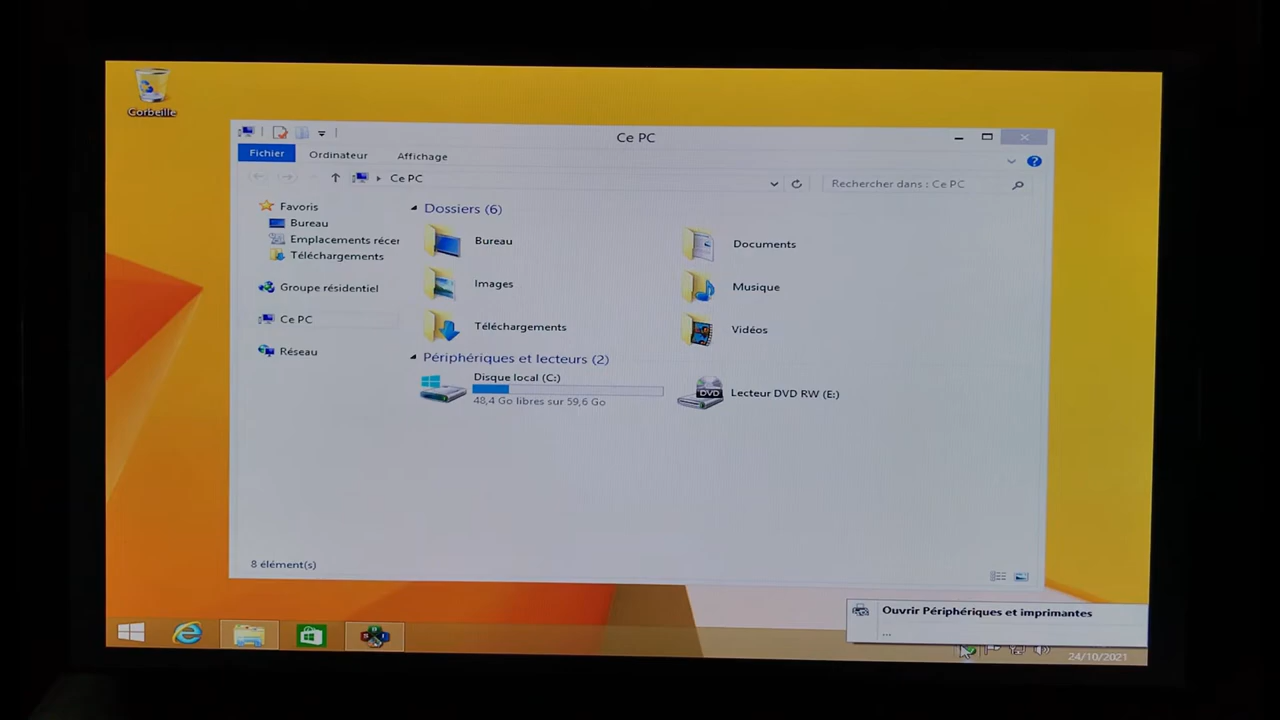 Corbeille
Ce PC
Fichier
Ordinateur
Affichage
Ce PC
Rechercher dans : Ce PC
Favoris
Bureau
Emplacements récer
Téléchargements
Groupe résidentiel
Ce PC
Réseau
Dossiers (6)
Bureau
Documents
Images
Musique
Téléchargements
Vidéos
Périphériques et lecteurs (2)
Disque local (C:)
48,4 Go libres sur 59,6 Go
DVD
Lecteur DVD RW (E:)
8 élément(s)
Ouvrir Périphériques et imprimantes
...
24/10/2021